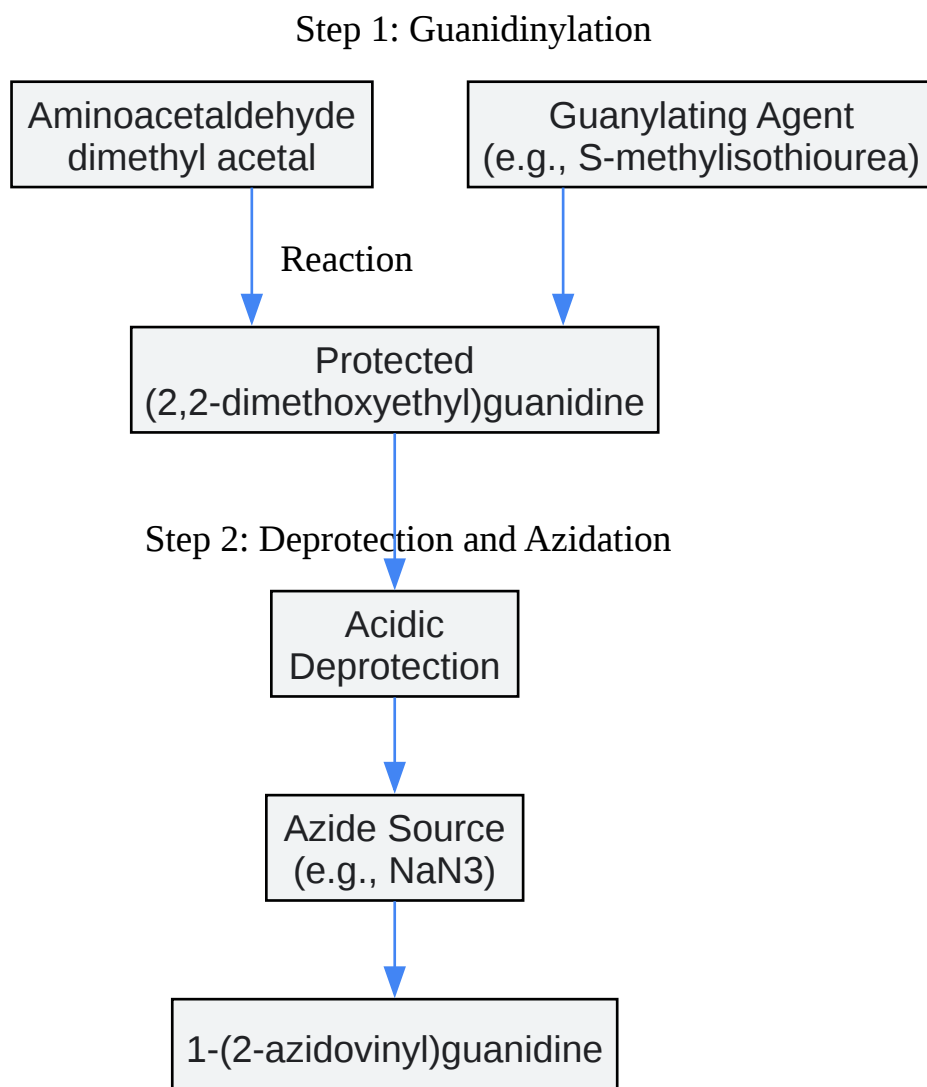 Step 1: Guanidinylation
Aminoacetaldehyde
dimethyl acetal
Guanylating Agent
(e.g., S-methylisothiourea)
Reaction
Protected
(2,2-dimethoxyethyl)guanidine
Step 2: Deprotection and Azidation
Acidic
Deprotection
Azide Source
(e.g., NaN3)
1-(2-azidovinyl)guanidine